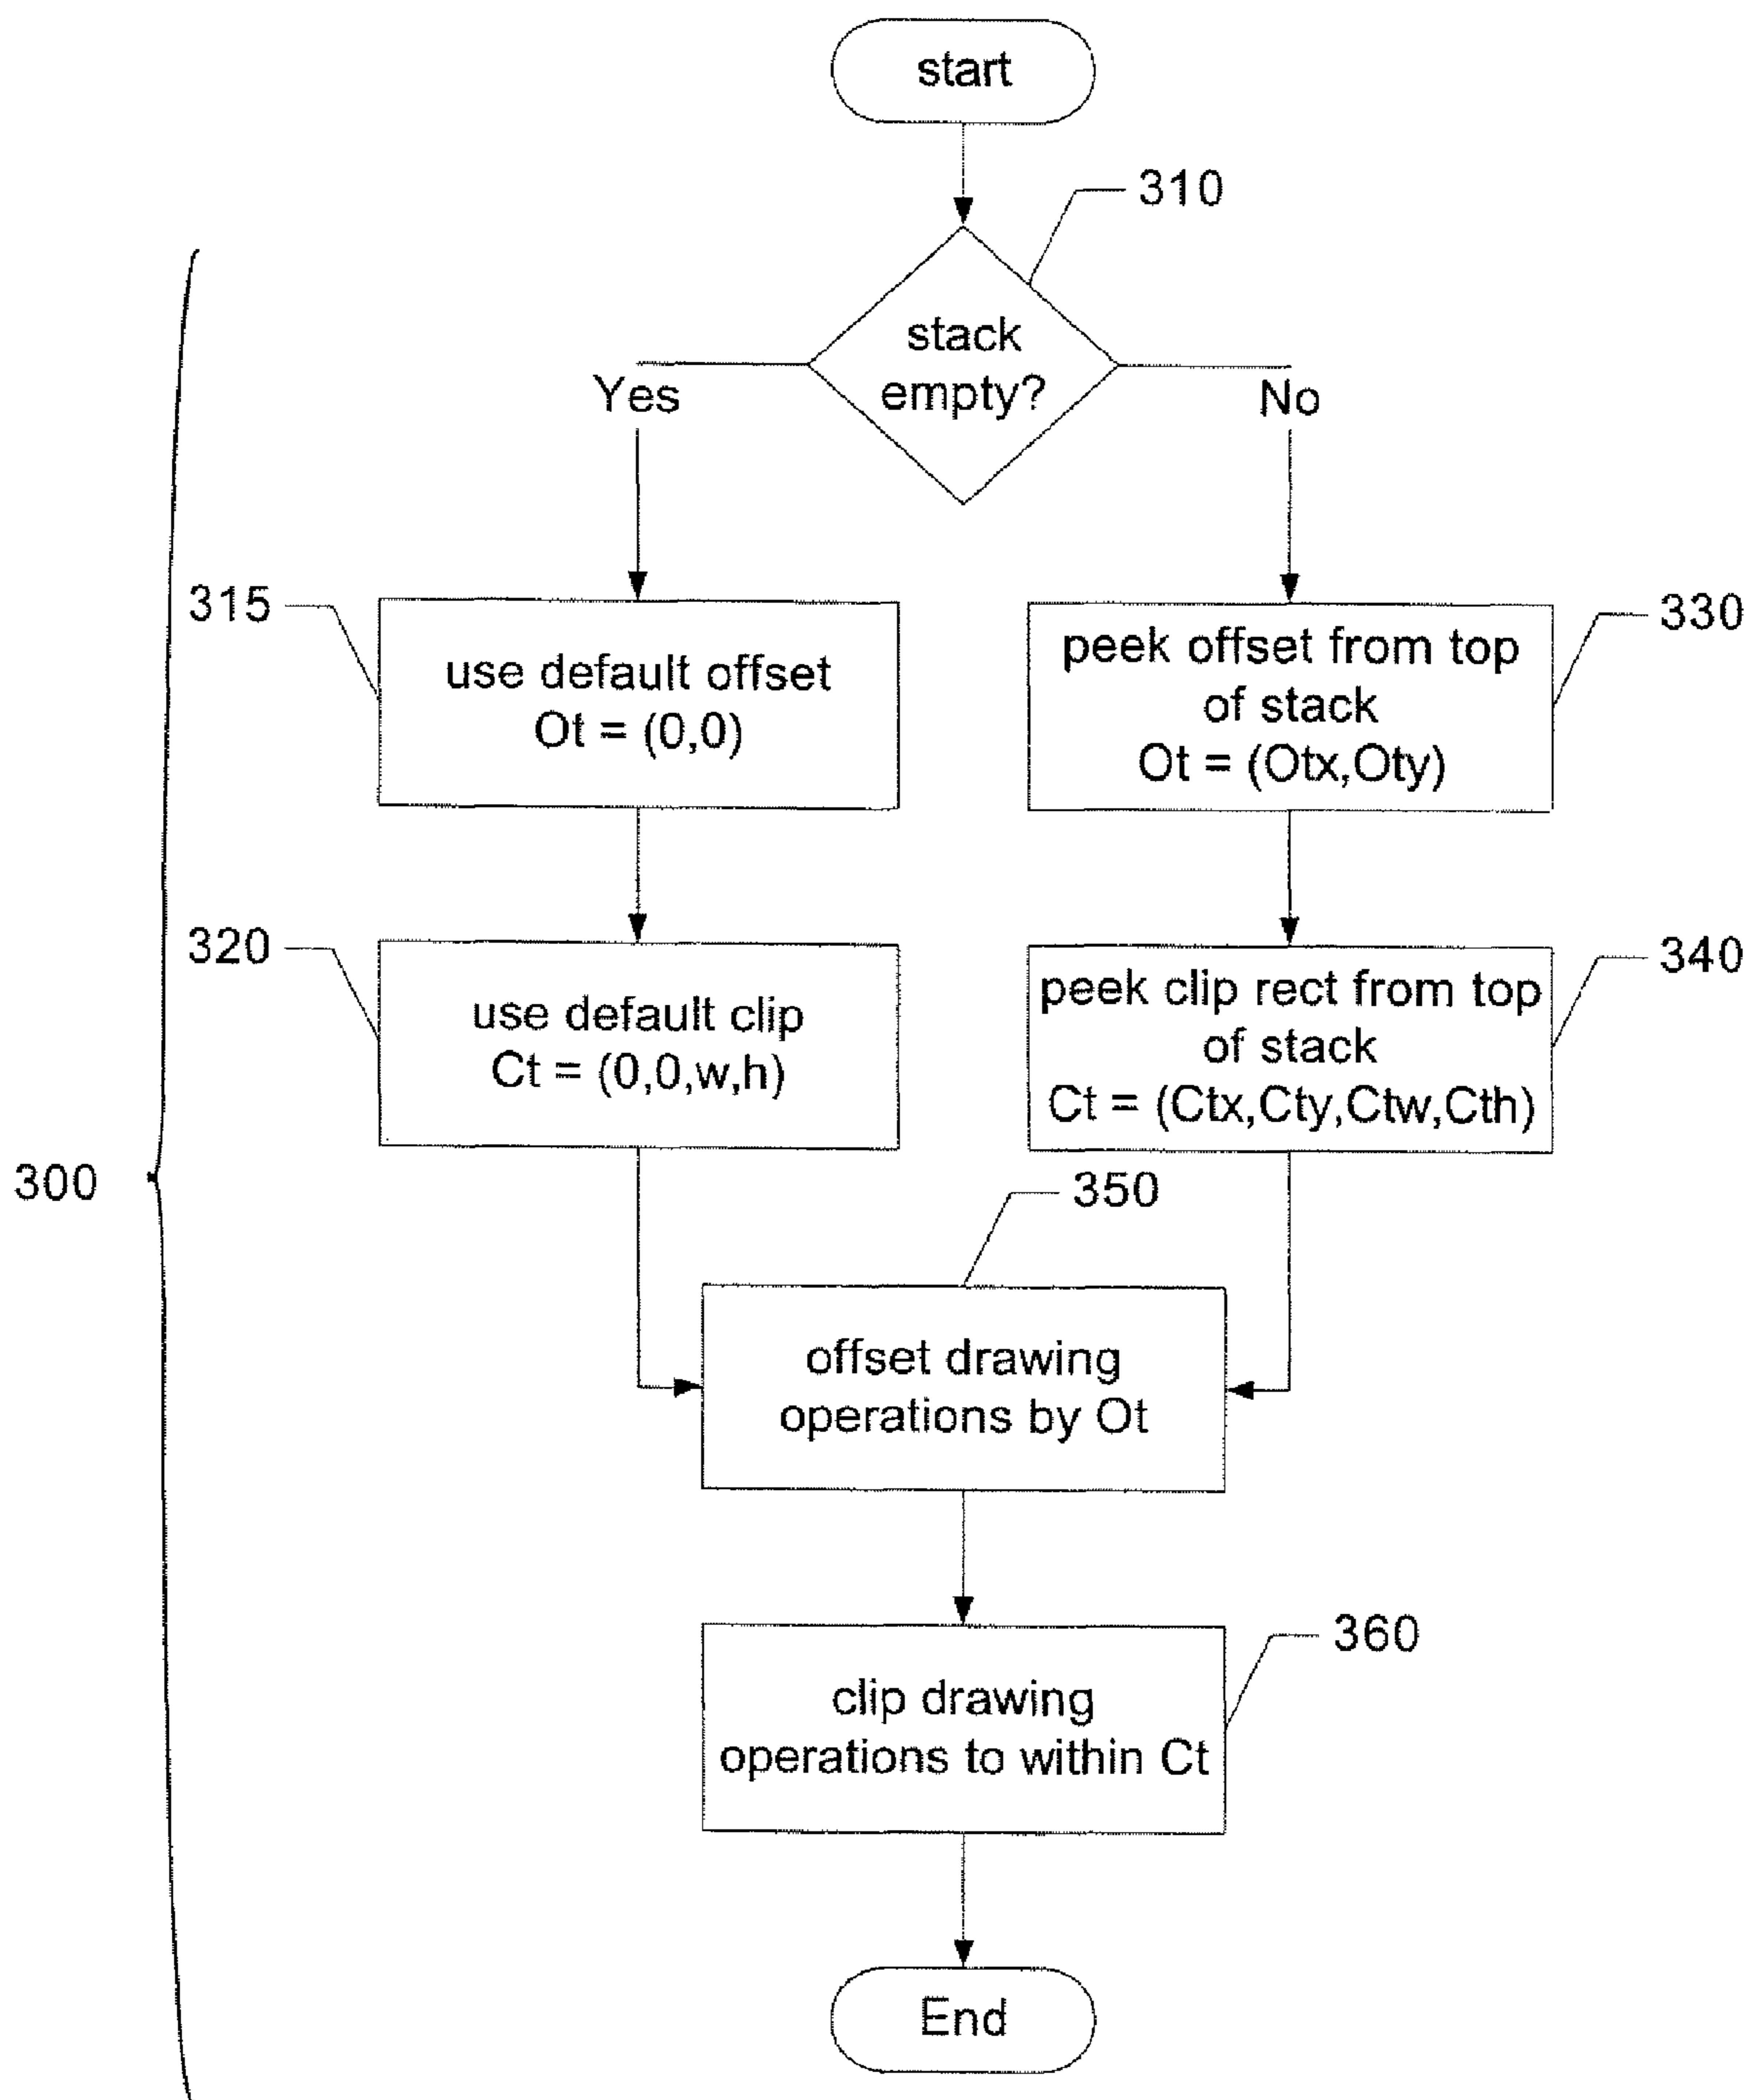 start
310
stack
empty?
Yes
No
315
use default offset
Ot = (0,0)
330
peek offset from top
of stack
Ot = (Otx,Oty)
320
use default clip
Ct = (0,0,w,h)
340
peek clip rect from top
of stack
Ct = (Ctx,Cty,Ctw,Cth)
300
350
offset drawing
operations by Ot
360
clip drawing
operations to within Ct
End